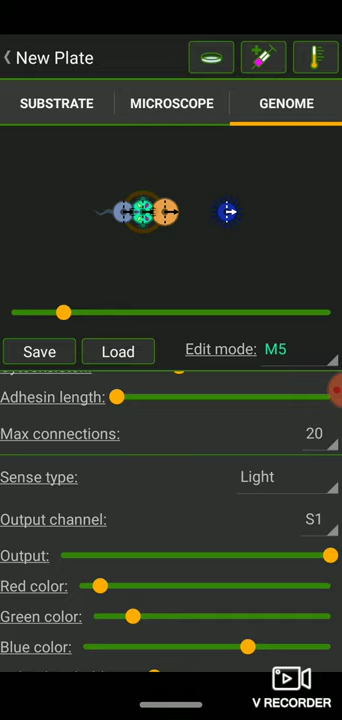 New Plate
SUBSTRATE MICROSCOPE GENOME
Save Load Edit mode: M5
Adhesin length:
Max connections: 20
Sense type: Light
Output channel: S1
Output:
Red color:
Green color:
Blue color:
V RECORDER